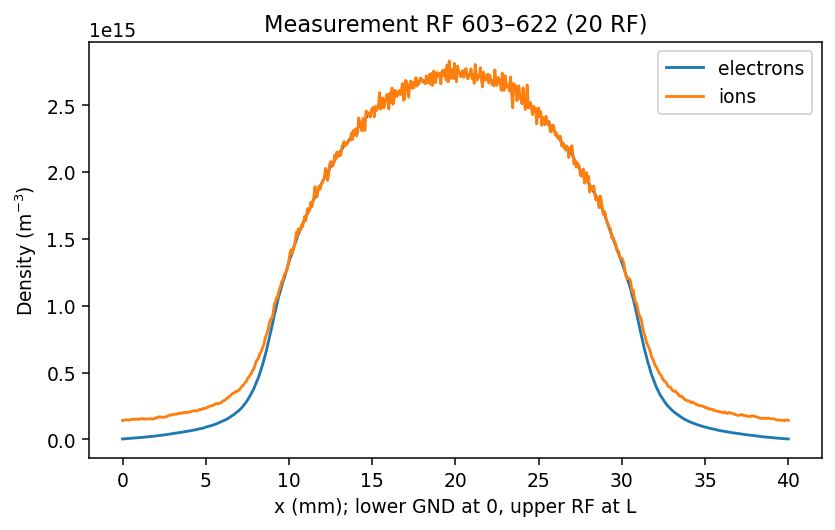 Measurement RF 603–622 (20 RF)
1e15
electrons
ions
2.5
2.0
1.5
1.0
0.5
0.0
Density (m⁻³)
0 5 10 15 20 25 30 35 40
x (mm); lower GND at 0, upper RF at L